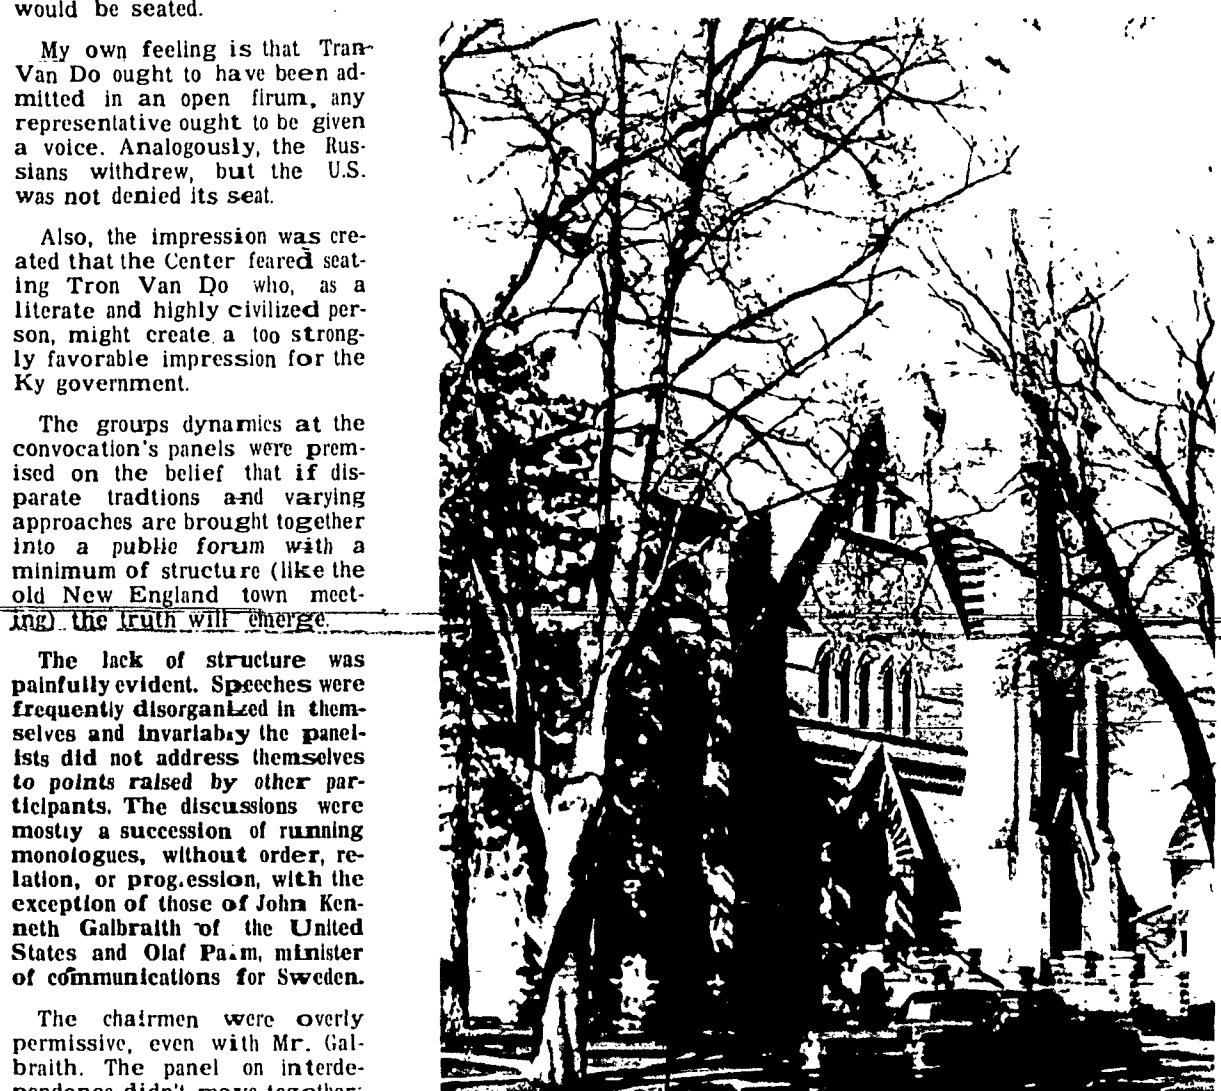 would be seated.
My own feeling is that Tran
Van Do ought to have been ad-
mitted in an open firum, any
representative ought to be given
a voice. Analogously, the Rus-
sians withdrew, but the U.S.
was not denied its seat.
Also, the impression was cre-
ated that the Center feared seat-
ing Tron Van Do who, as a
literate and highly civilized per-
son, might create a too strong-
ly favorable impression for the
Ky government.
The groups dynamics at the
convocation's panels were prem-
ised on the belief that if dis-
parate tradtions and varying
approaches are brought together
into a public forum with a
minimum of structure (like the
old New England town meet-
ing) the truth will emerge.
The lack of structure was
painfully evident. Speeches were
frequently disorganized in them-
selves and invariably the panel-
ists did not address themselves
to points raised by other par-
ticipants. The discussions were
mostly a succession of running
monologues, without order, re-
lation, or progression, with the
exception of those of John Ken-
neth Galbraith of the United
States and Olaf Palm, minister
of communications for Sweden.
The chairmen were overly
permissive, even with Mr. Gal-
braith. The panel on interde-
pendence didn't move together;